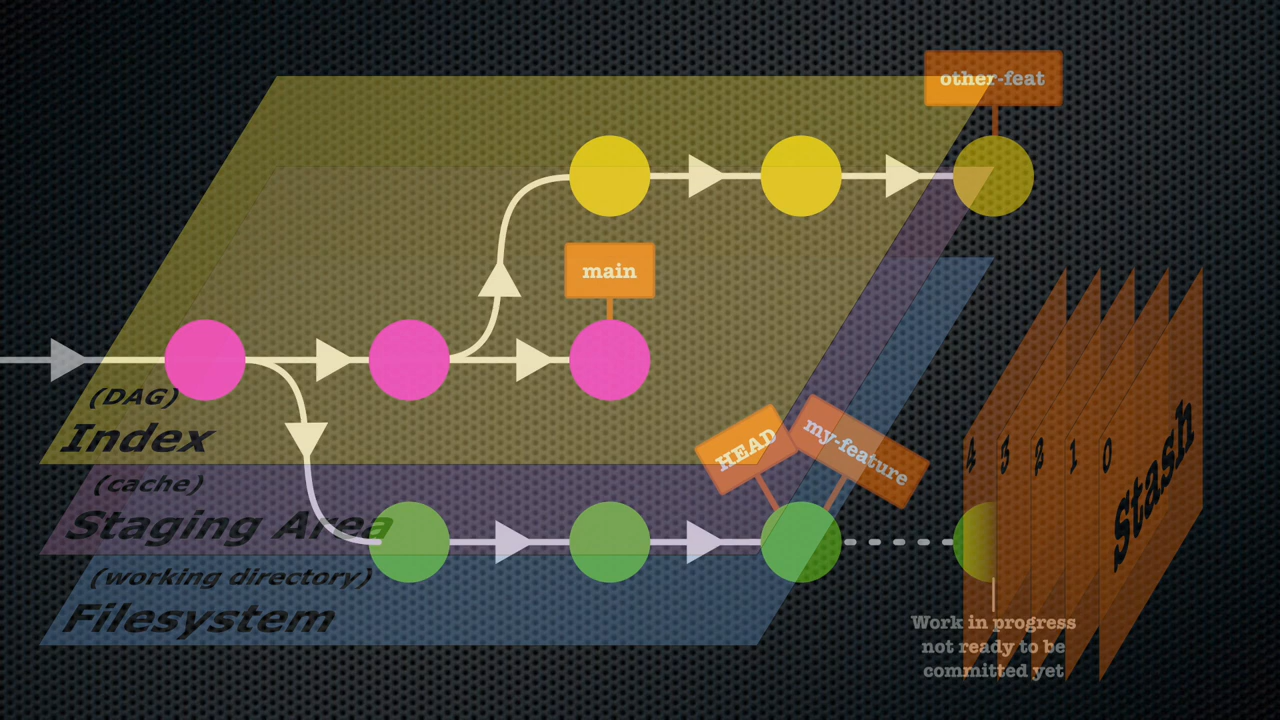 other-feat
main
(DAG)
Index
HEAD
my-feature
(cache)
Staging Area
(working directory)
Filesystem
4 3 2 1 0
Stash
Work in progress
not ready to be
committed yet